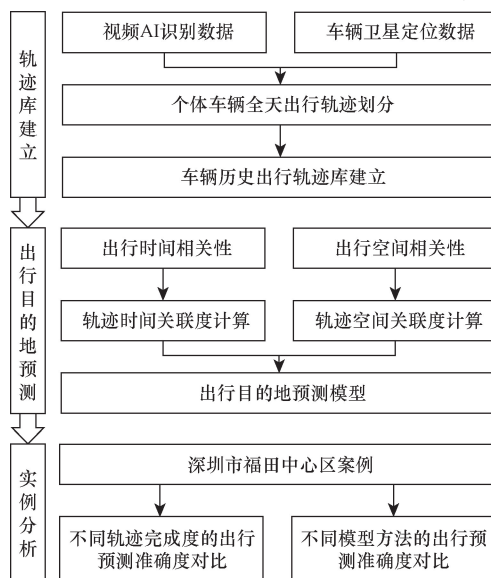 轨迹库建立
视频AI识别数据
车辆卫星定位数据
个体车辆全天出行轨迹划分
车辆历史出行轨迹库建立
出行目的地预测
出行时间相关性
出行空间相关性
轨迹时间关联度计算
轨迹空间关联度计算
出行目的地预测模型
实例分析
深圳市福田中心区案例
不同轨迹完成度的出行
预测准确度对比
不同模型方法的出行预
测准确度对比